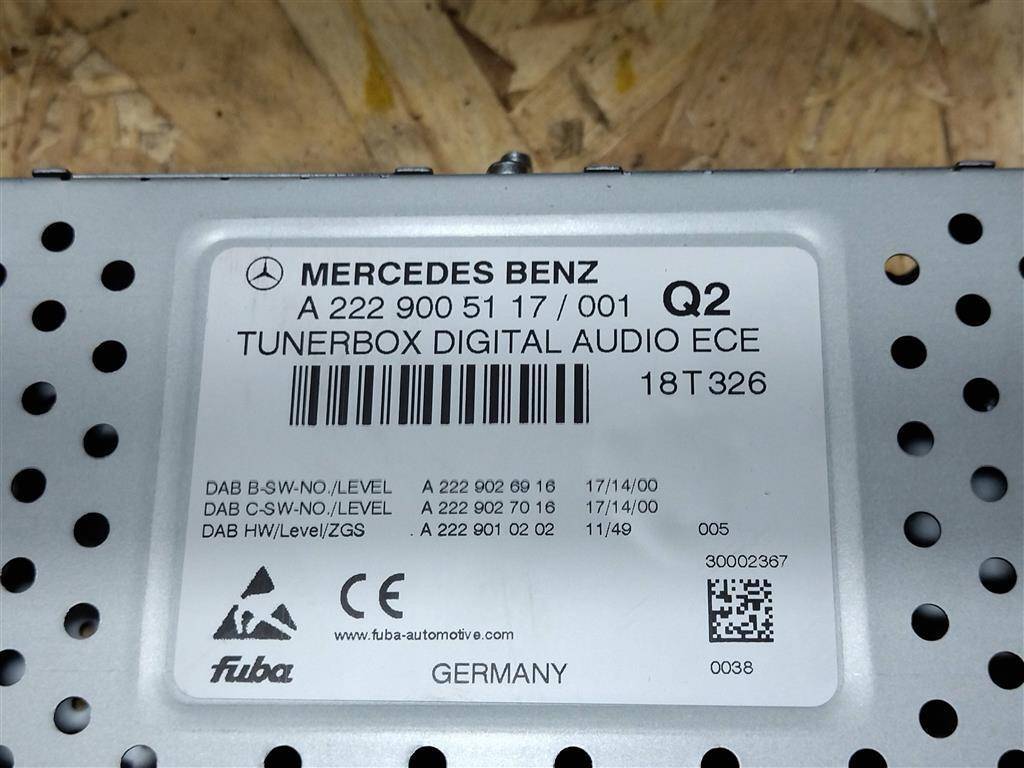 MERCEDES BENZ
A 222 900 51 17 / 001 Q2
TUNERBOX DIGITAL AUDIO ECE
18T326
DAB B-SW-NO./LEVEL A 222 902 69 16 17/14/00
DAB C-SW-NO./LEVEL A 222 902 70 16 17/14/00
DAB HW/Level/ZGS . A 222 901 02 02 11/49 005
30002367
CE
www.fuba-automotive.com
fuba GERMANY 0038